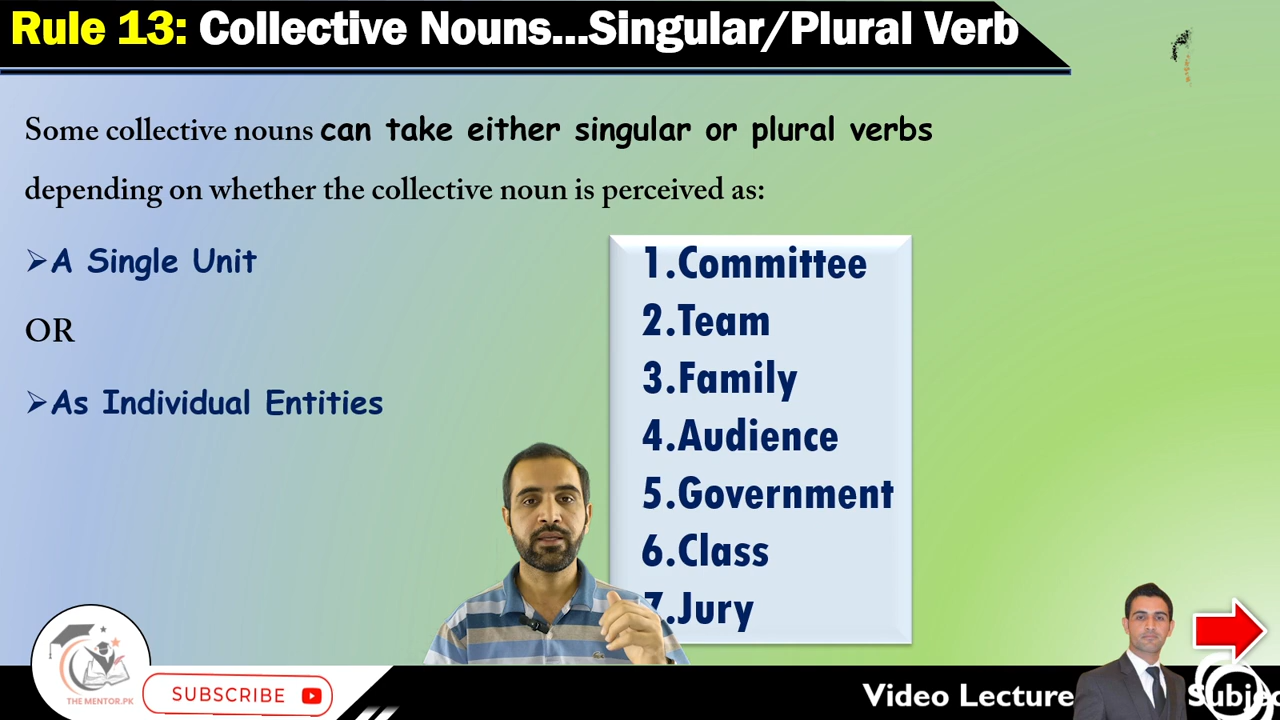 Rule 13: Collective Nouns...Singular/Plural Verb
Some collective nouns can take either singular or plural verbs
depending on whether the collective noun is perceived as:
➢A Single Unit
OR
➢As Individual Entities
1.Committee
2.Team
3.Family
4.Audience
5.Government
6.Class
7.Jury
THE MENTOR.PK
SUBSCRIBE
Video Lecture